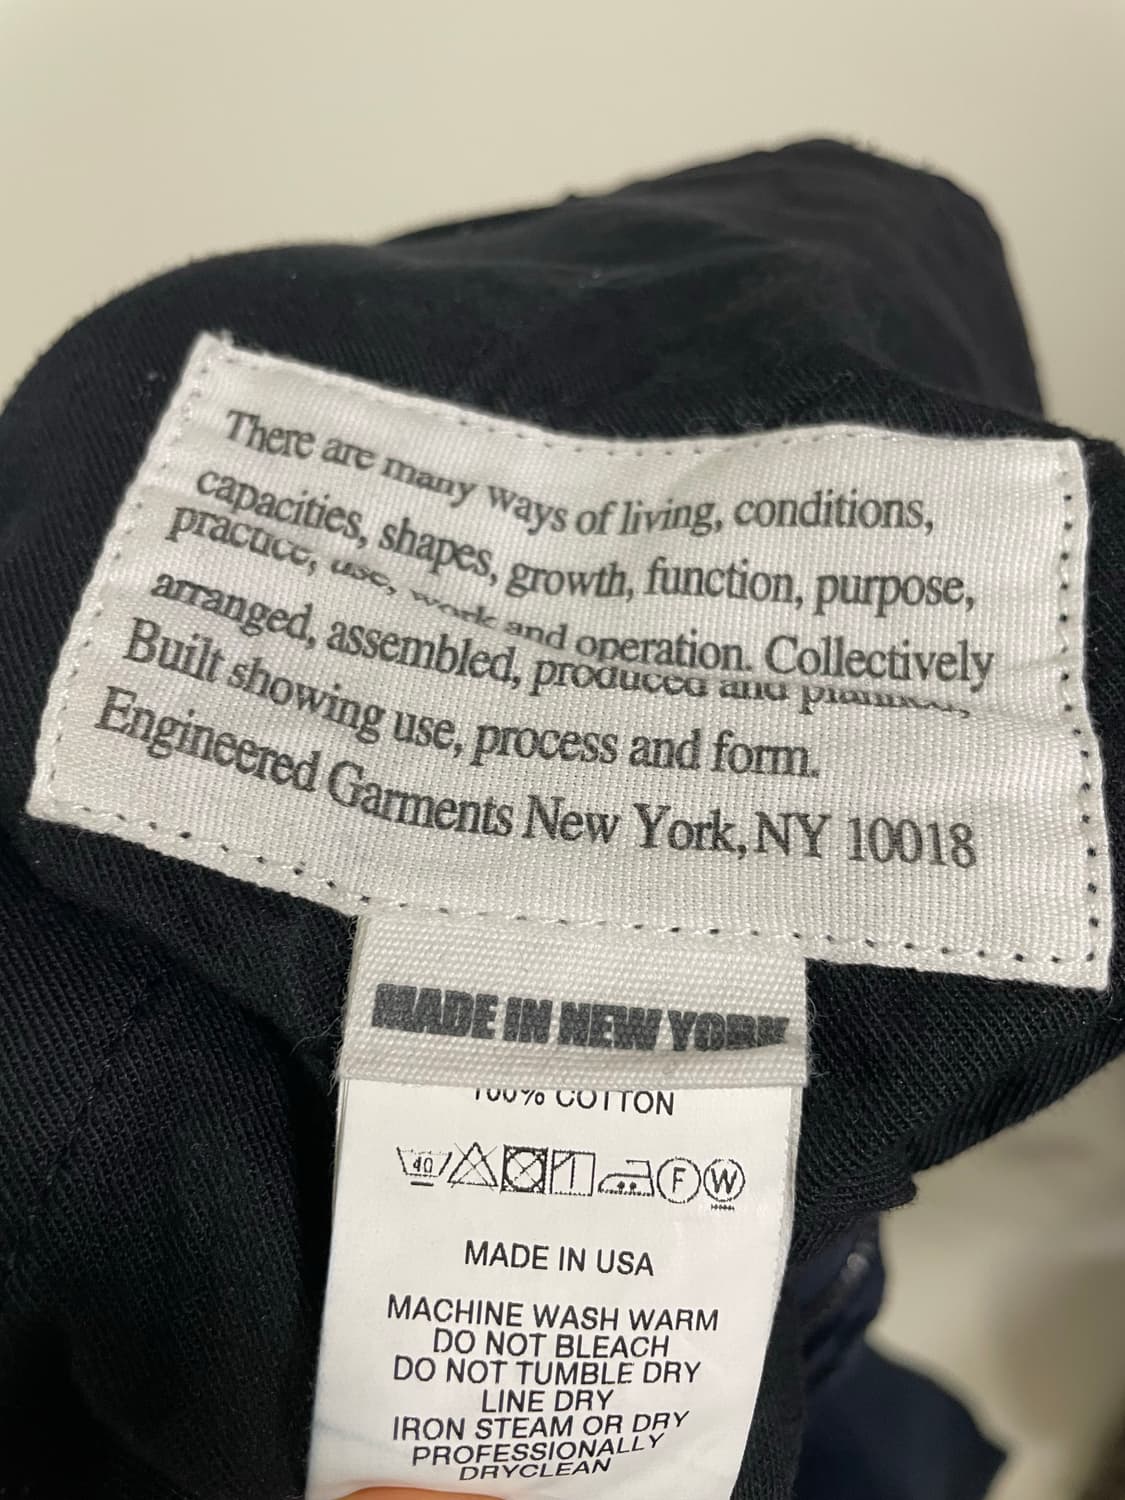 There are many ways of living, conditions,
capacities, shapes, growth, function, purpose,
practice, use, work and operation. Collectively
arranged, assembled, produced and planned,
Built showing use, process and form.
Engineered Garments New York, NY 10018
MADE IN NEW YORK
100% COTTON
40
F W
MADE IN USA
MACHINE WASH WARM
DO NOT BLEACH
DO NOT TUMBLE DRY
LINE DRY
IRON STEAM OR DRY
PROFESSIONALLY
DRYCLEAN